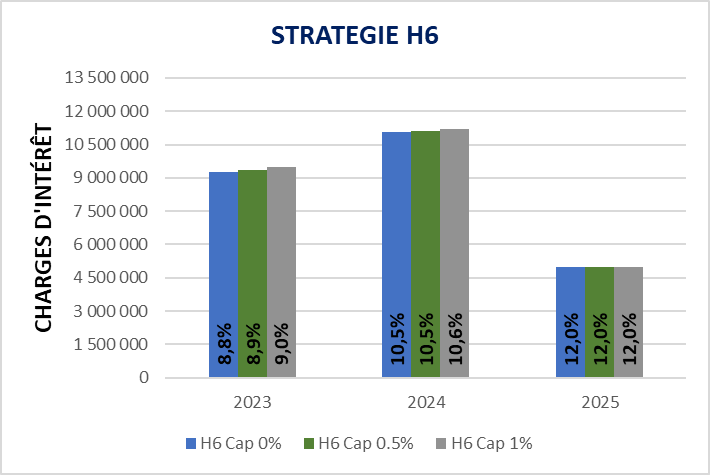 STRATEGIE H6
CHARGES D'INTÉRÊT
13 500 000
12 000 000
10 500 000
9 000 000
7 500 000
6 000 000
4 500 000
3 000 000
1 500 000
0
8,8%
8,9%
9,0%
10,5%
10,5%
10,6%
12,0%
12,0%
12,0%
2023
2024
2025
H6 Cap 0%
H6 Cap 0.5%
H6 Cap 1%